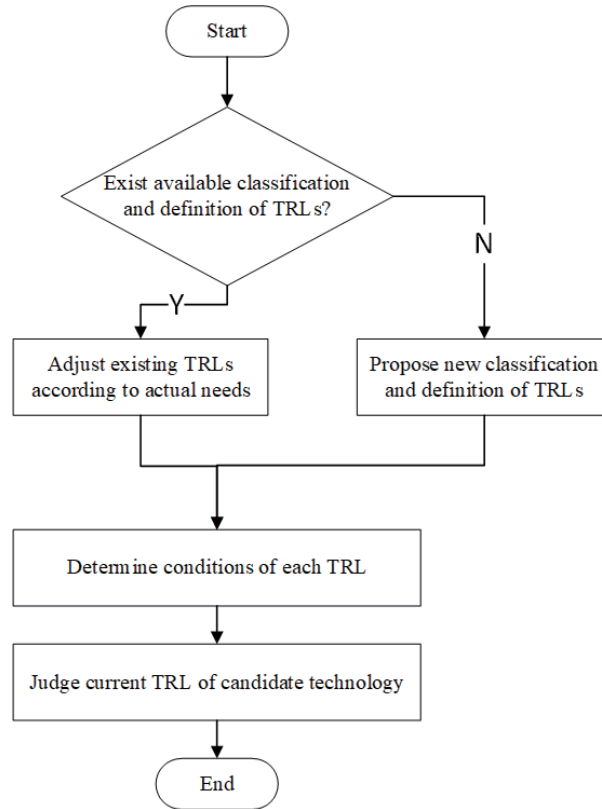 Start
Exist available classification
and definition of TRLs?
Y
N
Adjust existing TRLs
according to actual needs
Propose new classification
and definition of TRLs
Determine conditions of each TRL
Judge current TRL of candidate technology
End